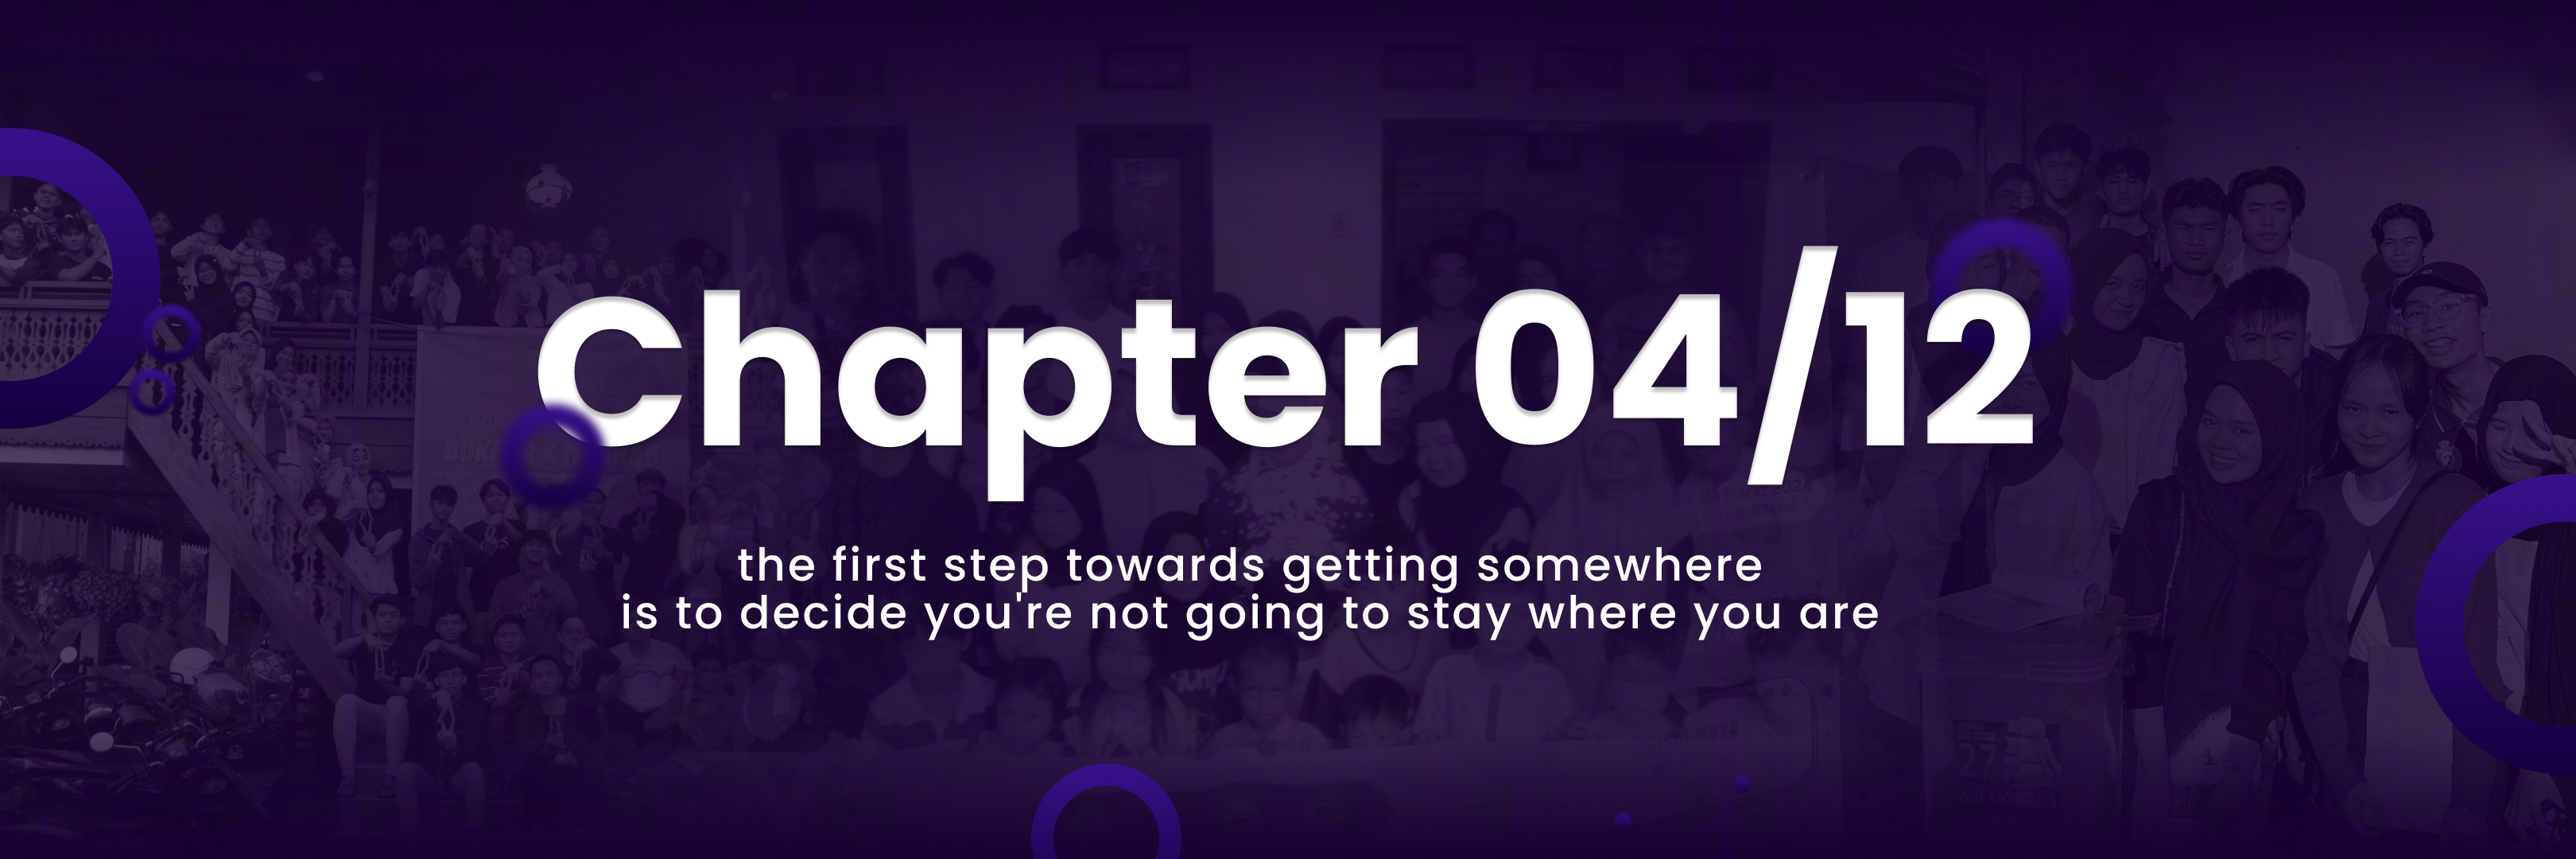 Chapter 04/12
the first step towards getting somewhere
is to decide you're not going to stay where you are
27